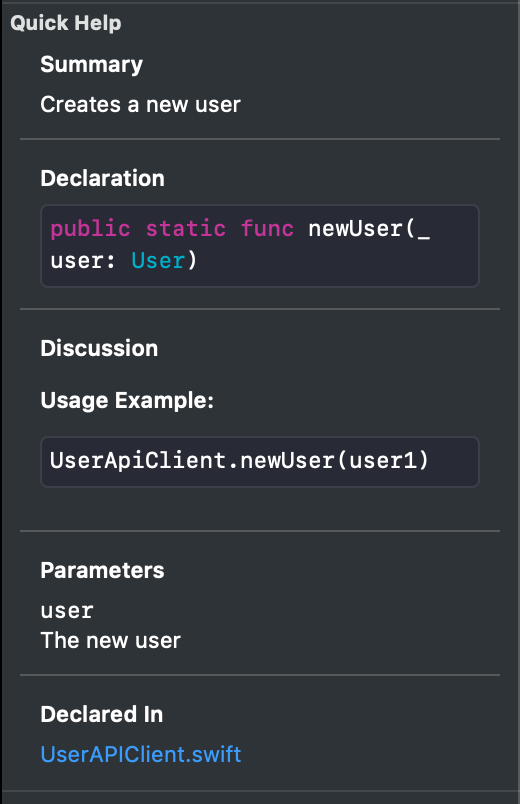 Quick Help
Summary
Creates a new user
Declaration
public static func newUser(_
user: User)
Discussion
Usage Example:
UserApiClient.newUser(user1)
Parameters
user
The new user
Declared In
UserAPIClient.swift